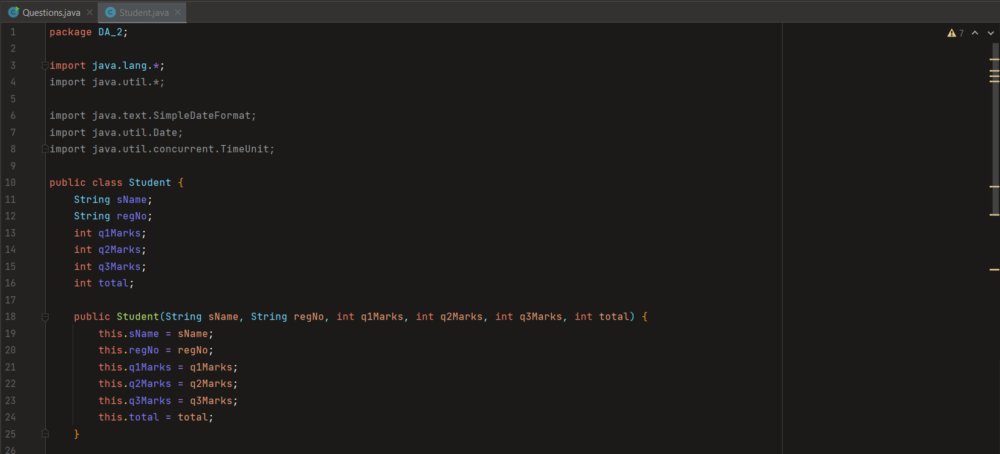 Questions.java Student.java
1 package DA_2;
7
2
3 import java.lang.*;
4 import java.util.*;
5
6 import java.text.SimpleDateFormat;
7 import java.util.Date;
8 import java.util.concurrent.TimeUnit;
9
10 public class Student {
11     String sName;
12     String regNo;
13     int q1Marks;
14     int q2Marks;
15     int q3Marks;
16     int total;
17
18     public Student(String sName, String regNo, int q1Marks, int q2Marks, int q3Marks, int total) {
19         this.sName = sName;
20         this.regNo = regNo;
21         this.q1Marks = q1Marks;
22         this.q2Marks = q2Marks;
23         this.q3Marks = q3Marks;
24         this.total = total;
25     }
26